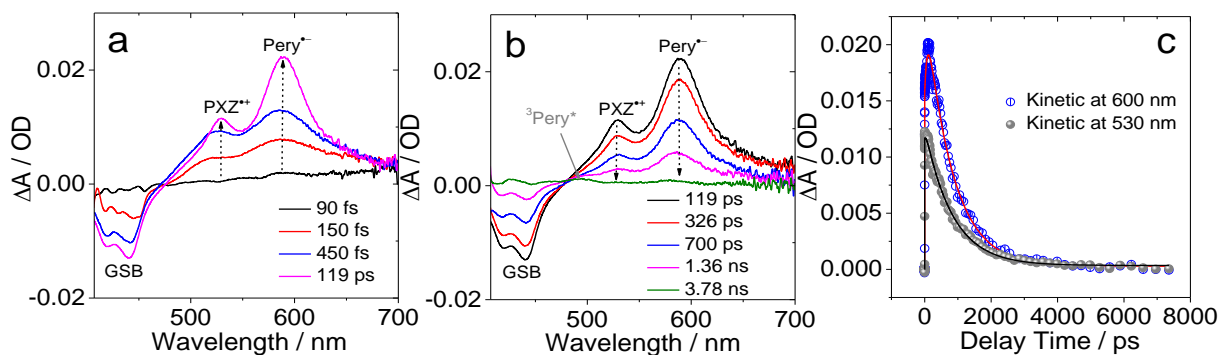 a
Pery•−
PXZ•+
0.02
0.00
-0.02
ΔA / OD
GSB
90 fs
150 fs
450 fs
119 ps
500
600
700
Wavelength / nm
b
Pery•−
PXZ•+
³Pery*
0.02
0.00
-0.02
ΔA / OD
GSB
119 ps
326 ps
700 ps
1.36 ns
3.78 ns
500
600
700
Wavelength / nm
c
0.020
0.015
0.010
0.005
0.000
ΔA / OD
Kinetic at 600 nm
Kinetic at 530 nm
0
2000
4000
6000
8000
Delay Time / ps